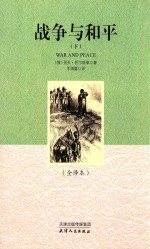 战争与和平
（下）
WAR AND PEACE
（全译本）
天津出版传媒集团
天津人民出版社